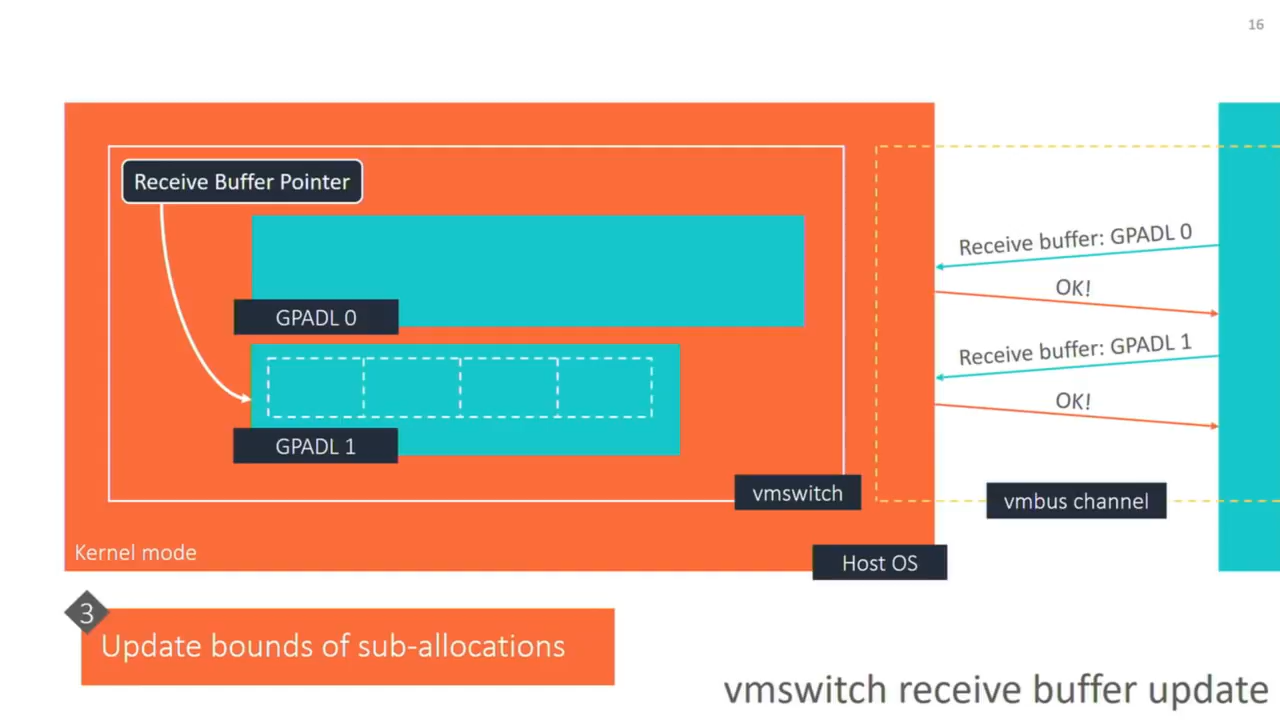 16
Receive Buffer Pointer
GPADL 0
GPADL 1
vmswitch
Kernel mode
Host OS
Receive buffer: GPADL 0
OK!
Receive buffer: GPADL 1
OK!
vmbus channel
3
Update bounds of sub-allocations
vmswitch receive buffer update